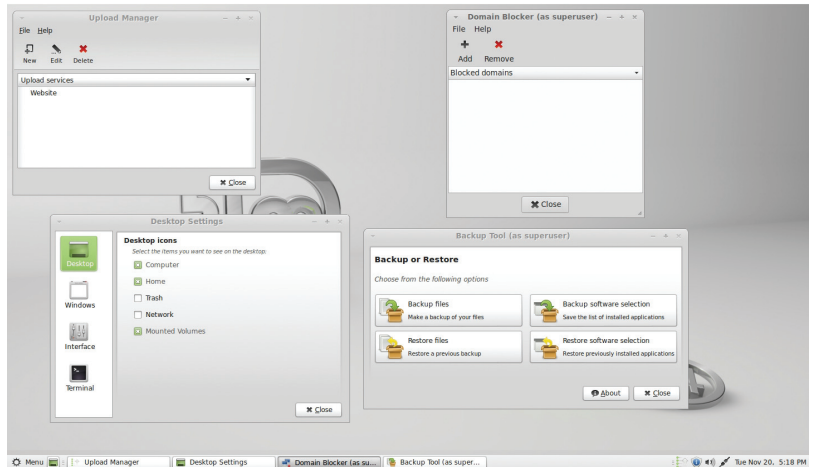 Upload Manager
File Help
New Edit Delete
Upload services
Website
Close
Domain Blocker (as superuser)
File Help
Add Remove
Blocked domains
Close
Desktop Settings
Desktop
Windows
Interface
Terminal
Desktop icons
Select the items you want to see on the desktop.
Computer
Home
Trash
Network
Mounted Volumes
Close
Backup Tool (as superuser)
Backup or Restore
Choose from the following options
Backup files
Make a backup of your files
Backup software selection
Save the list of installed applications
Restore files
Restore a previous backup
Restore software selection
Restore previously installed applications
About Close
Menu Upload Manager Desktop Settings Domain Blocker (as su... Backup Tool (as super... Tue Nov 20, 5:18 PM